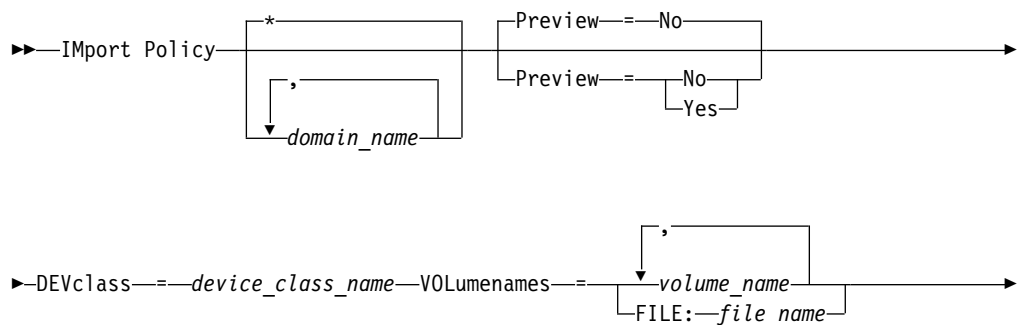 *
Preview = No
IMport Policy
,
Preview = No
Yes
domain_name
,
DEVclass = device_class_name VOLumenames = volume_name
FILE: file name